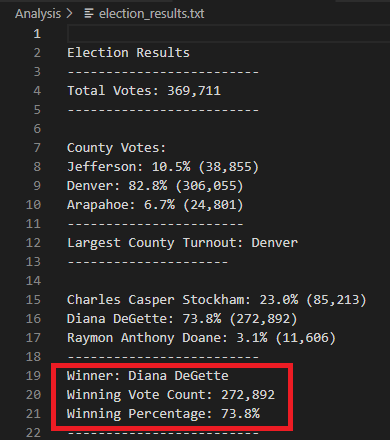 Analysis > election_results.txt
1
2 Election Results
3 -------------------------
4 Total Votes: 369,711
5 -------------------------
6
7 County Votes:
8 Jefferson: 10.5% (38,855)
9 Denver: 82.8% (306,055)
10 Arapahoe: 6.7% (24,801)
11 -----------------------
12 Largest County Turnout: Denver
13 ---------------------
14
15 Charles Casper Stockham: 23.0% (85,213)
16 Diana DeGette: 73.8% (272,892)
17 Raymon Anthony Doane: 3.1% (11,606)
18 -------------------------
19 Winner: Diana DeGette
20 Winning Vote Count: 272,892
21 Winning Percentage: 73.8%
22 -------------------------